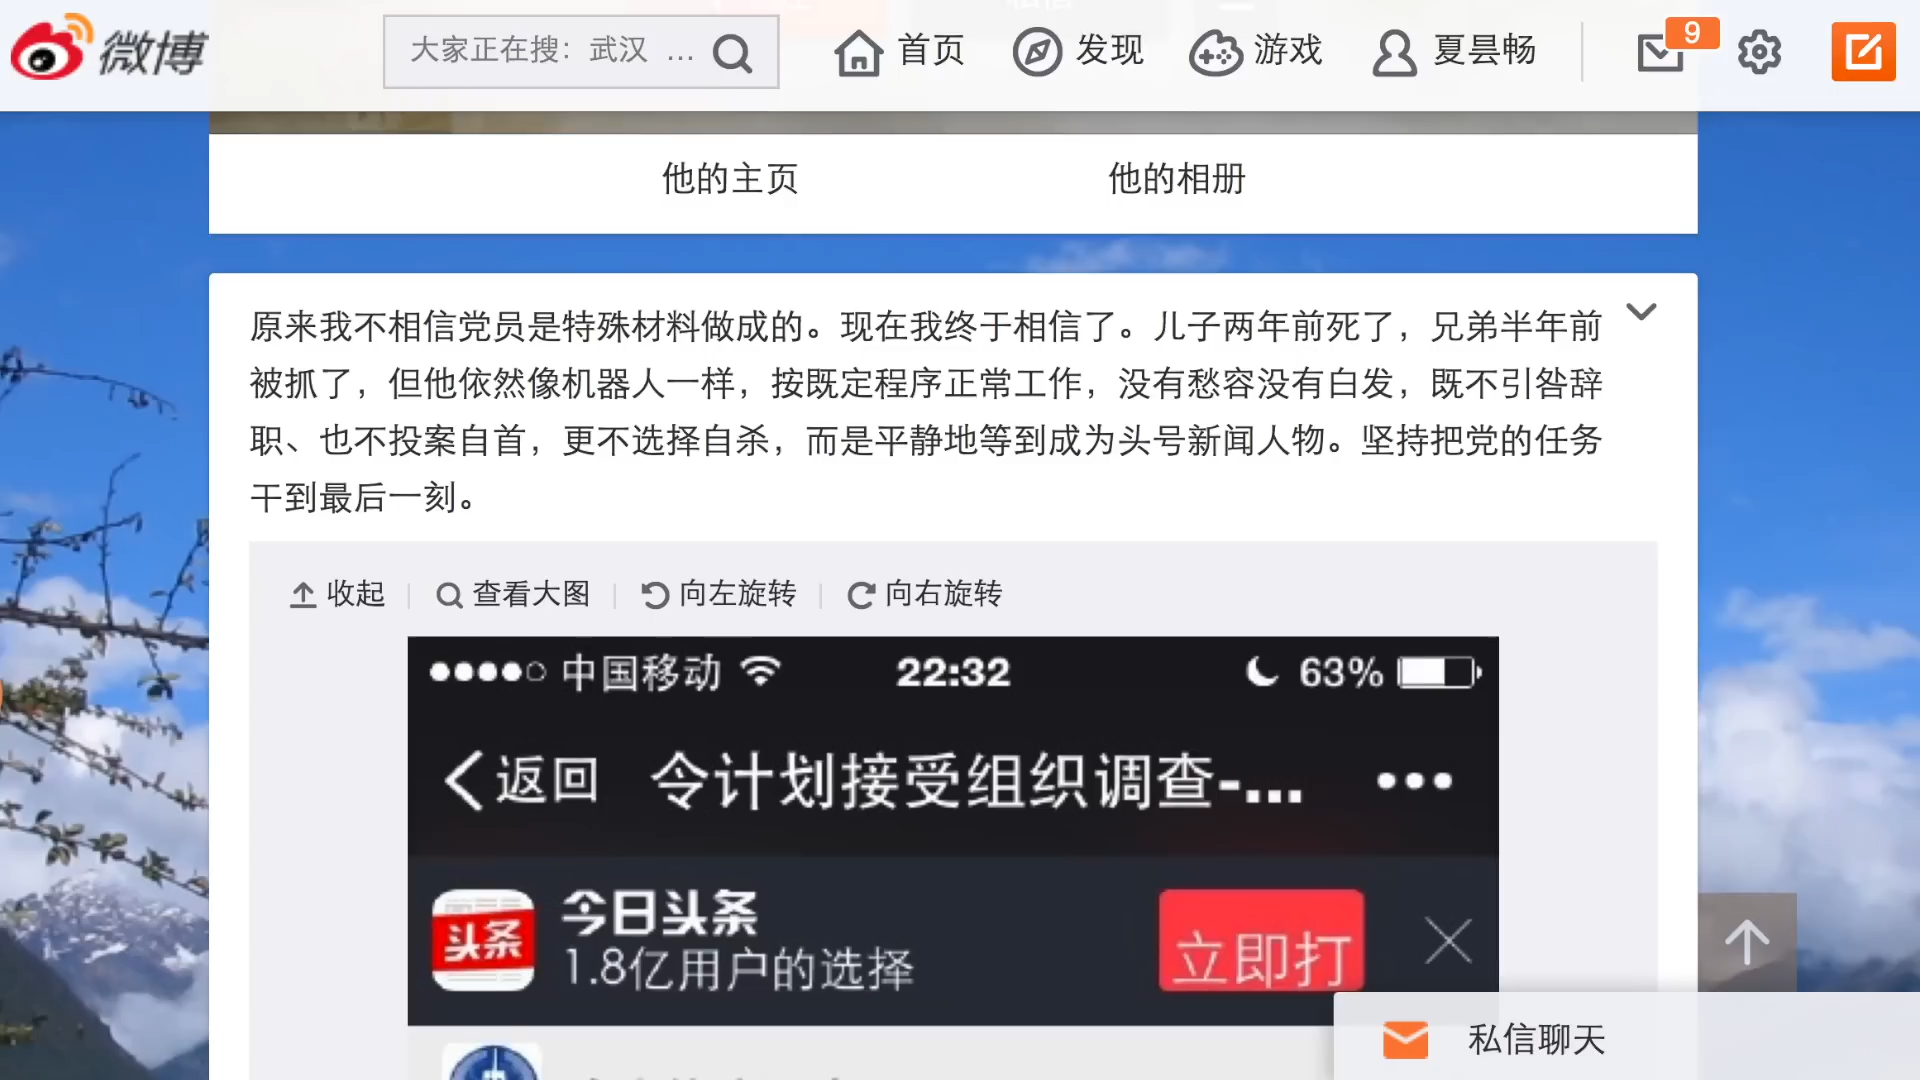 微博
大家正在搜：武汉 ...
首页
发现
游戏
夏昙畅
9
他的主页
他的相册
原来我不相信党员是特殊材料做成的。现在我终于相信了。儿子两年前死了，兄弟半年前
被抓了，但他依然像机器人一样，按既定程序正常工作，没有愁容没有白发，既不引咎辞
职、也不投案自首，更不选择自杀，而是平静地等到成为头号新闻人物。坚持把党的任务
干到最后一刻。
收起
查看大图
向左旋转
向右旋转
中国移动
22:32
63%
返回
令计划接受组织调查-...
头条
今日头条
1.8亿用户的选择
立即打
私信聊天